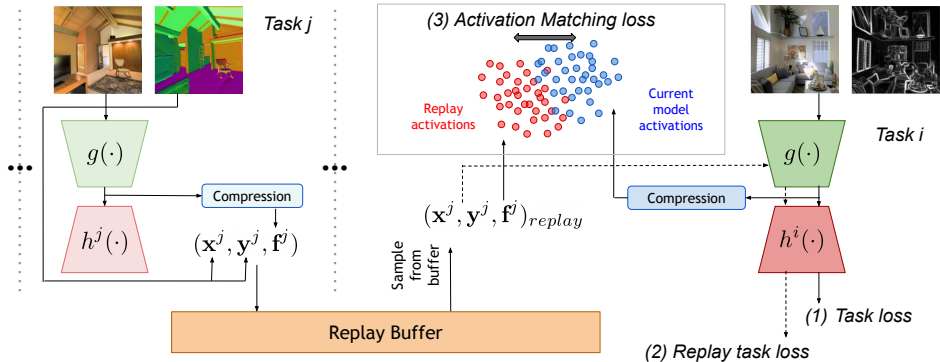 Task j
(3) Activation Matching loss
Replay
activations
Current
model
activations
Task i
g(·)
g(·)
Compression
Compression
h^j(·)
(x^j, y^j, f^j)
(x^j, y^j, f^j)_{replay}
h^i(·)
Sample
from
buffer
(1) Task loss
Replay Buffer
(2) Replay task loss